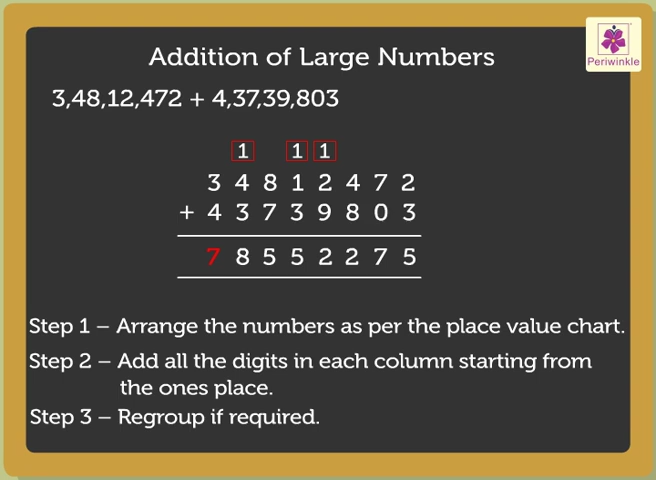 Addition of Large Numbers
Periwinkle
3,48,12,472 + 4,37,39,803
1 1 1
3 4 8 1 2 4 7 2
+ 4 3 7 3 9 8 0 3
7 8 5 5 2 2 7 5
Step 1 – Arrange the numbers as per the place value chart.
Step 2 – Add all the digits in each column starting from
the ones place.
Step 3 – Regroup if required.